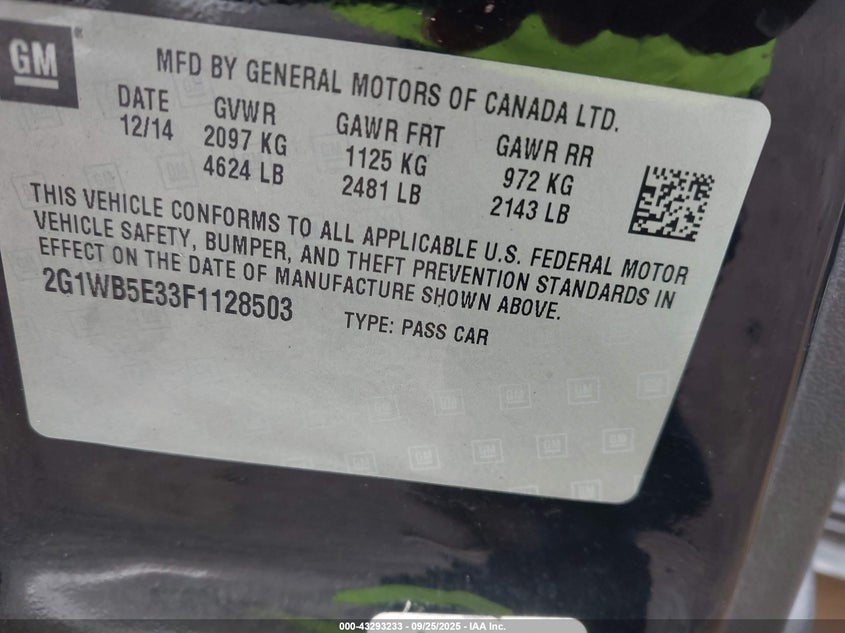 GM
MFD BY GENERAL MOTORS OF CANADA LTD.
DATE GVWR GAWR FRT GAWR RR
12/14 2097 KG 1125 KG 972 KG
4624 LB 2481 LB 2143 LB
THIS VEHICLE CONFORMS TO ALL APPLICABLE U.S. FEDERAL MOTOR
VEHICLE SAFETY, BUMPER, AND THEFT PREVENTION STANDARDS IN
EFFECT ON THE DATE OF MANUFACTURE SHOWN ABOVE.
2G1WB5E33F1128503 TYPE: PASS CAR
000-43293233 - 09/25/2025 - IAA Inc.